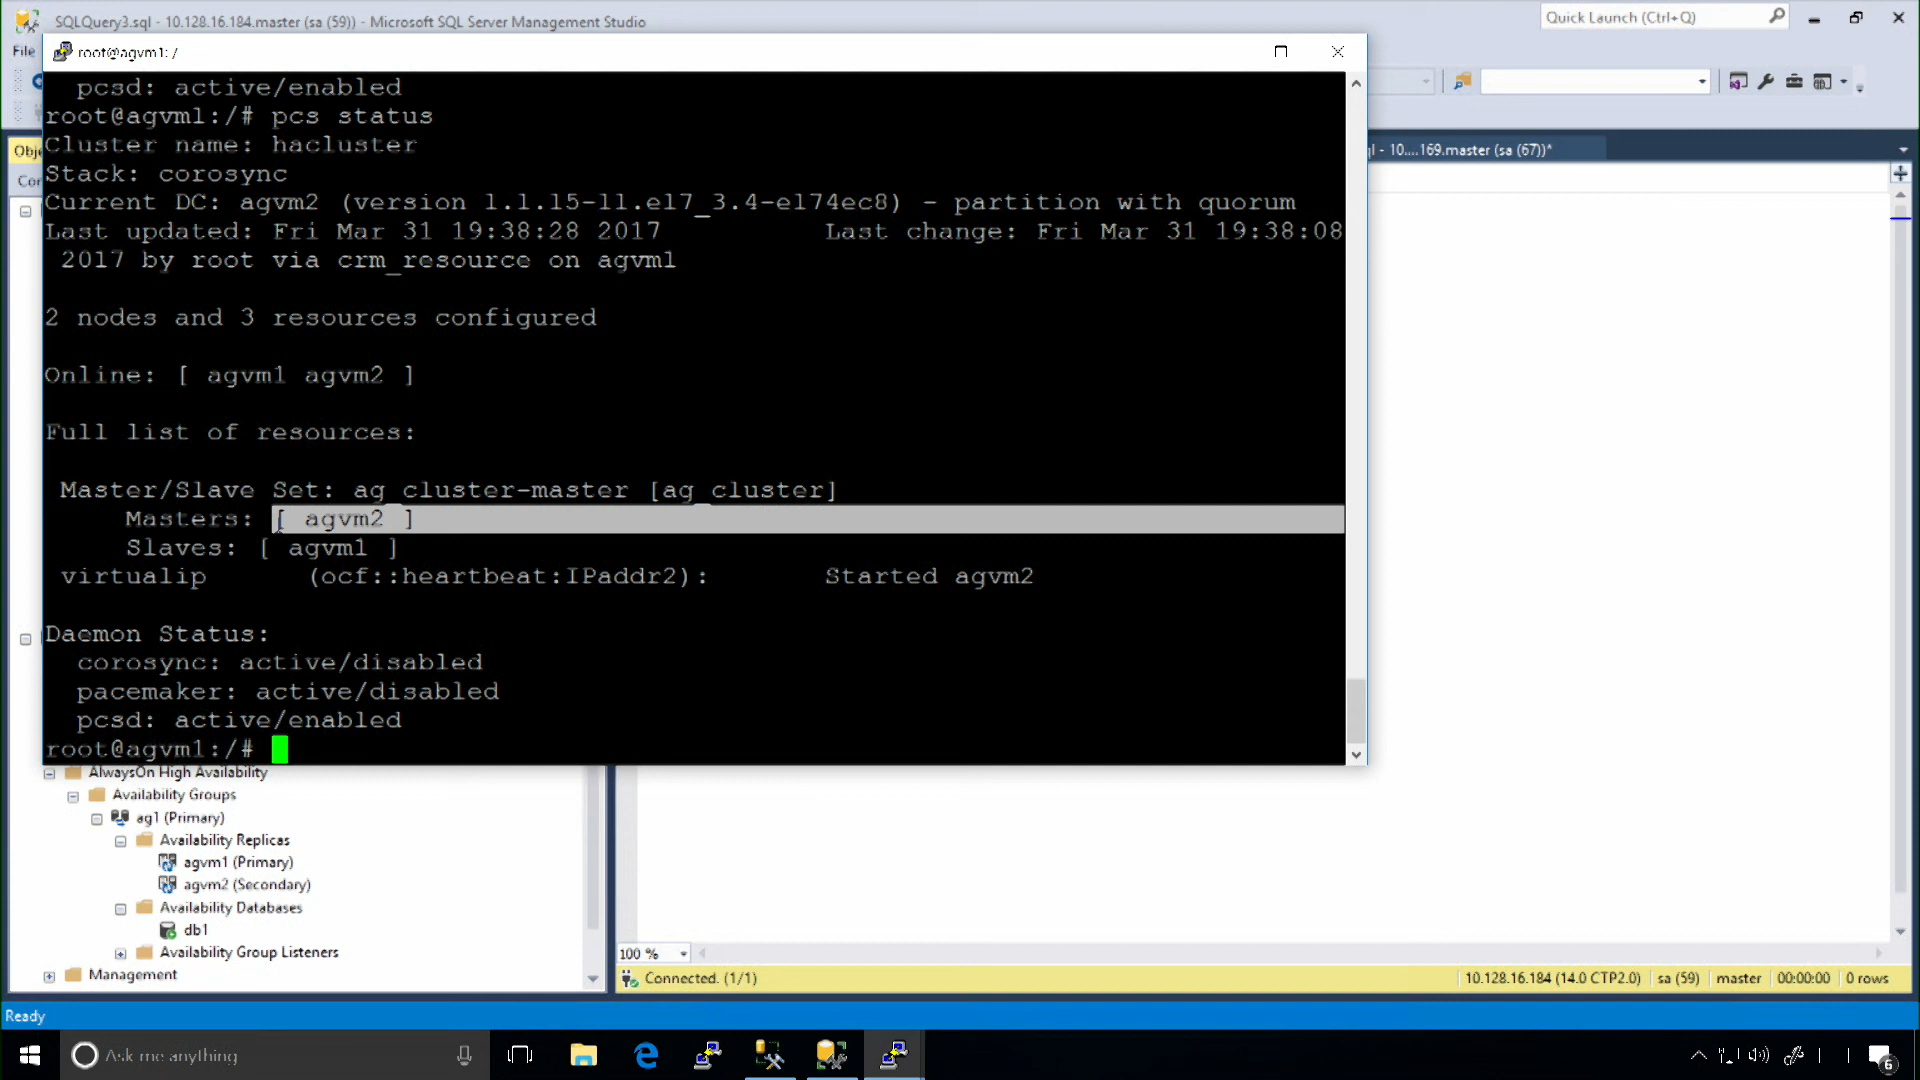 SQLQuery3.sql - 10.128.16.184.master (sa (59)) - Microsoft SQL Server Management Studio
Quick Launch (Ctrl+Q)
File
root@agvm1: /
pcsd: active/enabled
root@agvm1:/# pcs status
Cluster name: hacluster
Stack: corosync
Current DC: agvm2 (version 1.1.15-11.el7_3.4-e174ec8) - partition with quorum
Last updated: Fri Mar 31 19:38:28 2017          Last change: Fri Mar 31 19:38:08
2017 by root via crm_resource on agvm1
2 nodes and 3 resources configured
Online: [ agvm1 agvm2 ]
Full list of resources:
Master/Slave Set: ag_cluster-master [ag_cluster]
Masters: [ agvm2 ]
Slaves: [ agvm1 ]
virtualip      (ocf::heartbeat:IPaddr2):       Started agvm2
Daemon Status:
corosync: active/disabled
pacemaker: active/disabled
pcsd: active/enabled
root@agvm1:/#
Obje
Cor
l - 10....169.master (sa (67))*
AlwaysOn High Availability
Availability Groups
ag1 (Primary)
Availability Replicas
agvm1 (Primary)
agvm2 (Secondary)
Availability Databases
db1
Availability Group Listeners
Management
100 %
Connected. (1/1)
10.128.16.184 (14.0 CTP2.0)
sa (59)
master
00:00:00
0 rows
Ready
Ask me anything
6